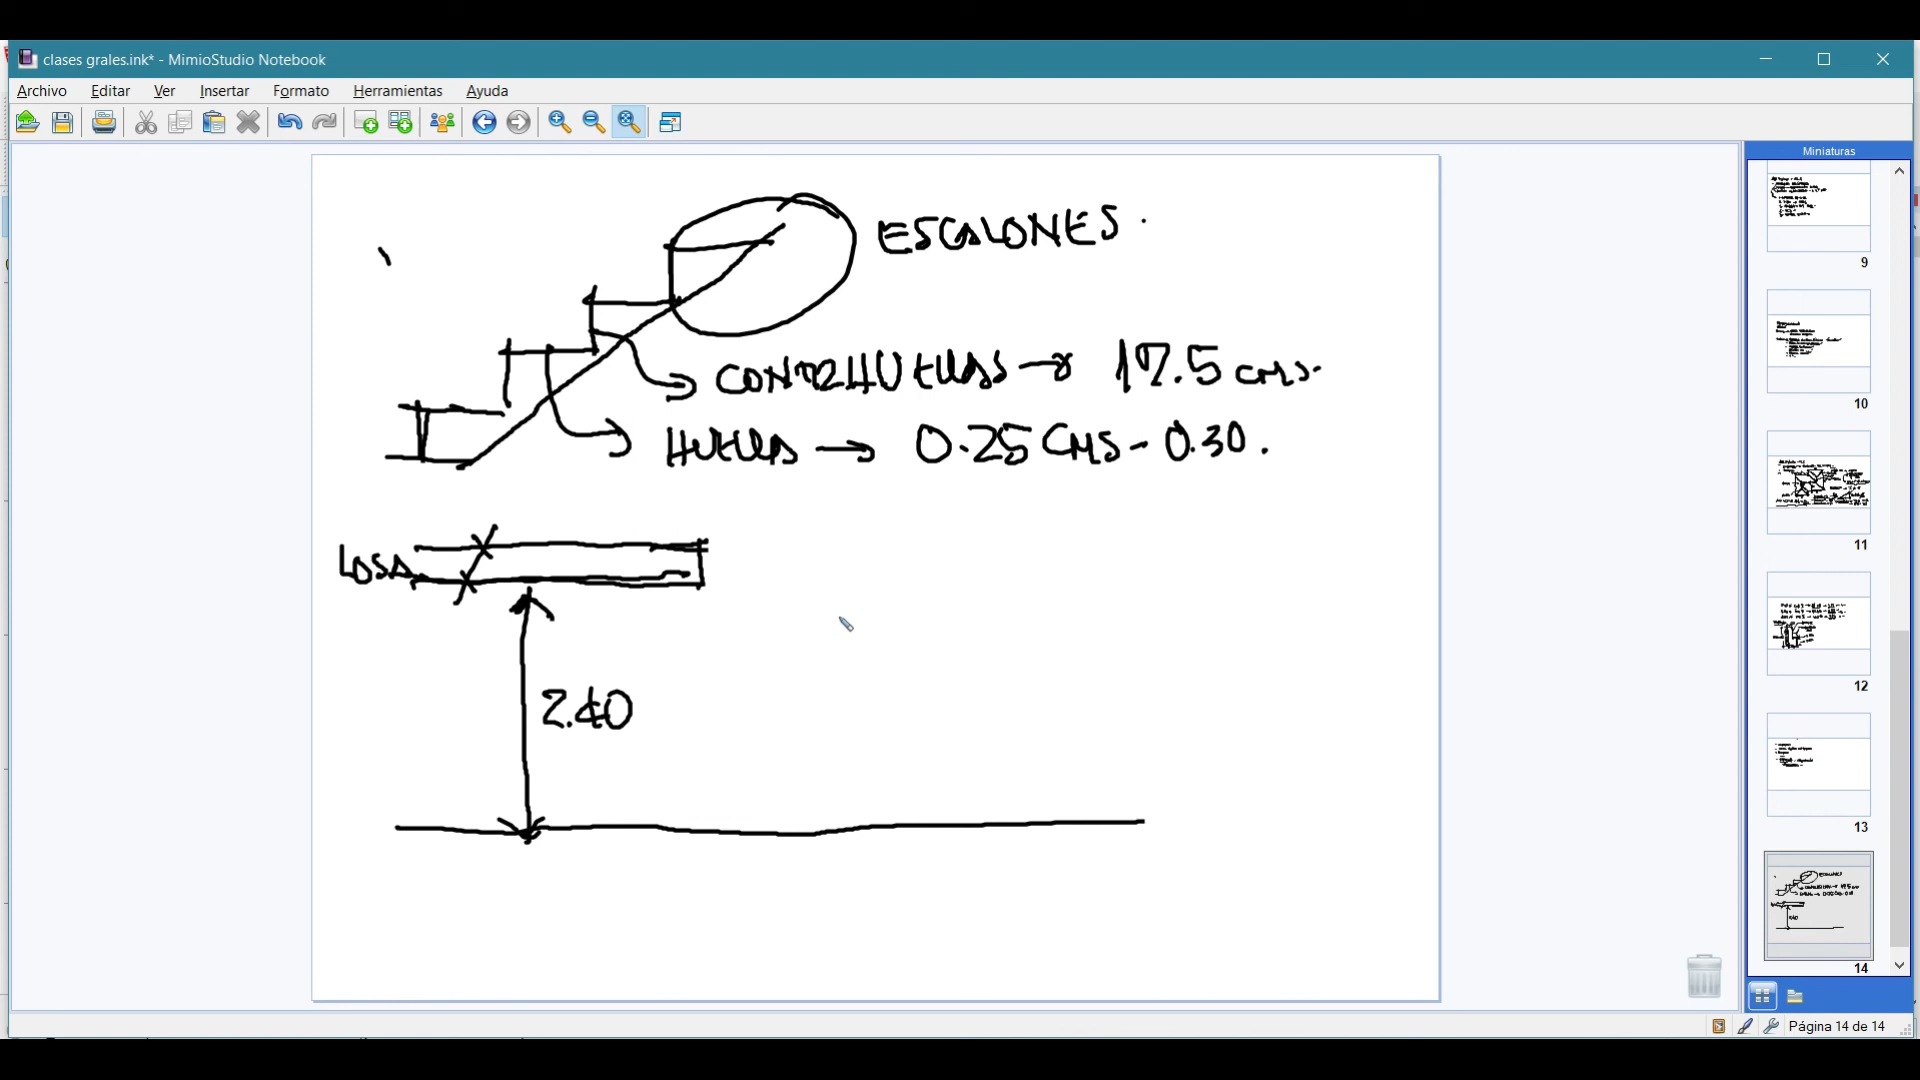 clases grales.ink* - MimioStudio Notebook
Archivo Editar Ver Insertar Formato Herramientas Ayuda
Miniaturas
ESCALONES.
CONTRAHUELLAS → 17.5 CMS.
HUELLA → 0.25 CMS - 0.30.
LOSA
2.40
9
10
11
12
13
14
Página 14 de 14